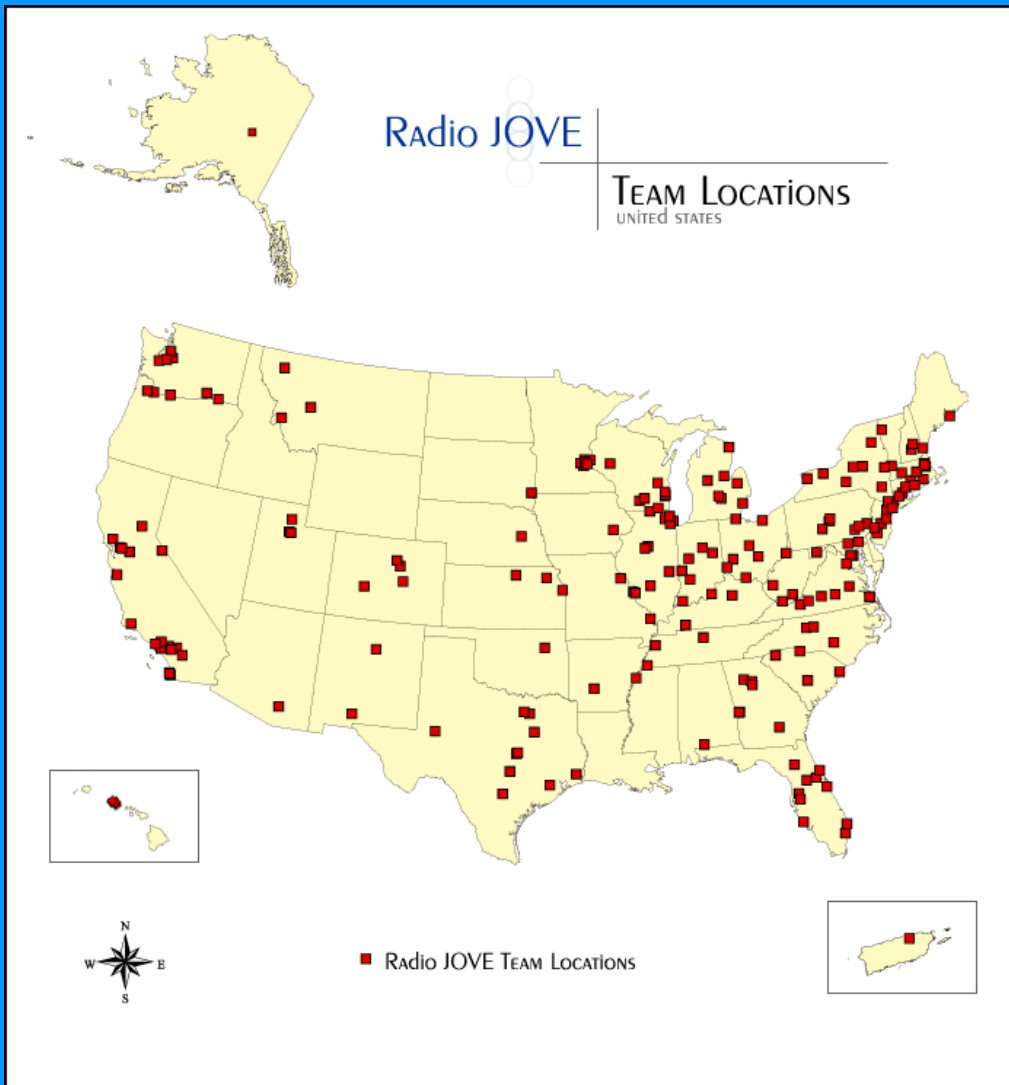 Radio JOVE
Team Locations
united states
N
W E
S
Radio JOVE Team Locations